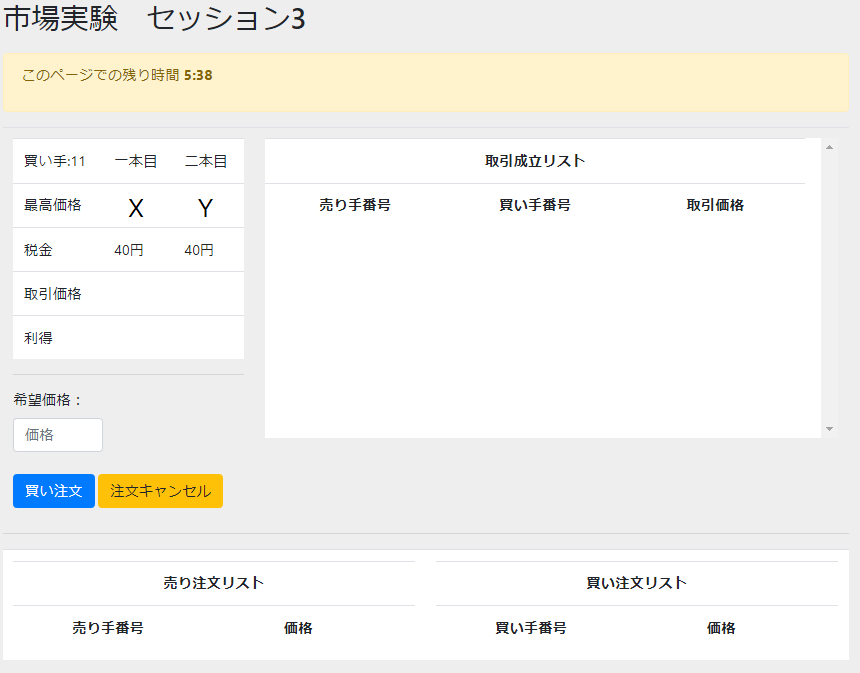 市場実験　セッション3
このページでの残り時間 5:38
買い手:11 一本目 二本目
最高価格 X Y
税金 40円 40円
取引価格
利得
取引成立リスト
売り手番号 買い手番号 取引価格
希望価格：
価格
買い注文 注文キャンセル
売り注文リスト
売り手番号 価格
買い注文リスト
買い手番号 価格